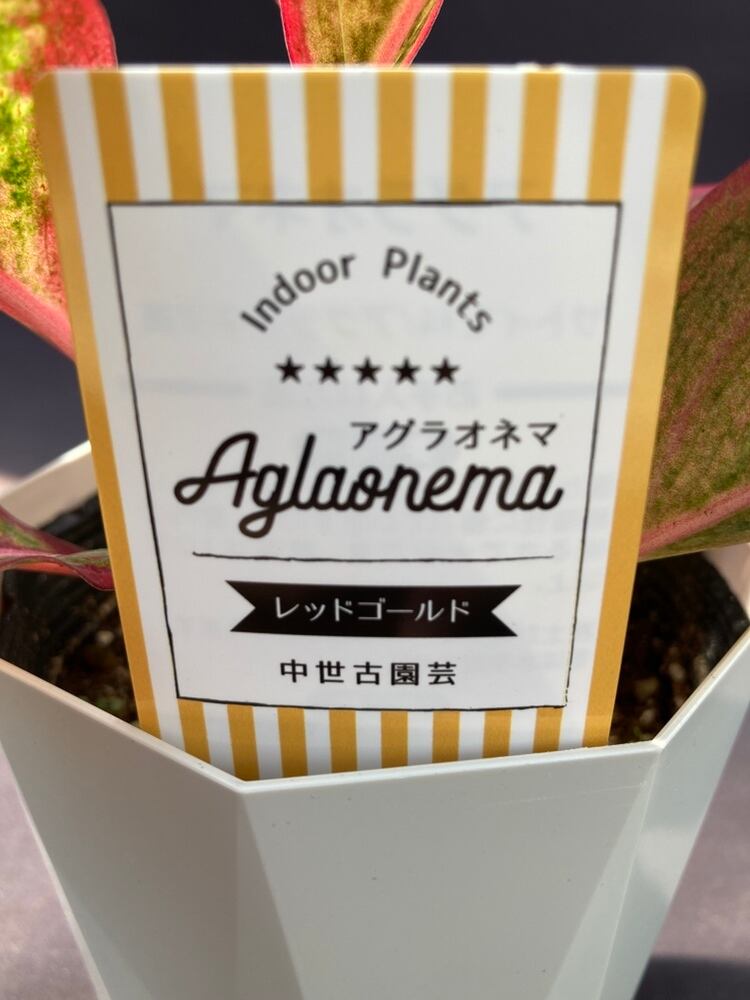 Indoor Plants
★★★★★
アグラオネマ
Aglaonema
レッドゴールド
中世古園芸